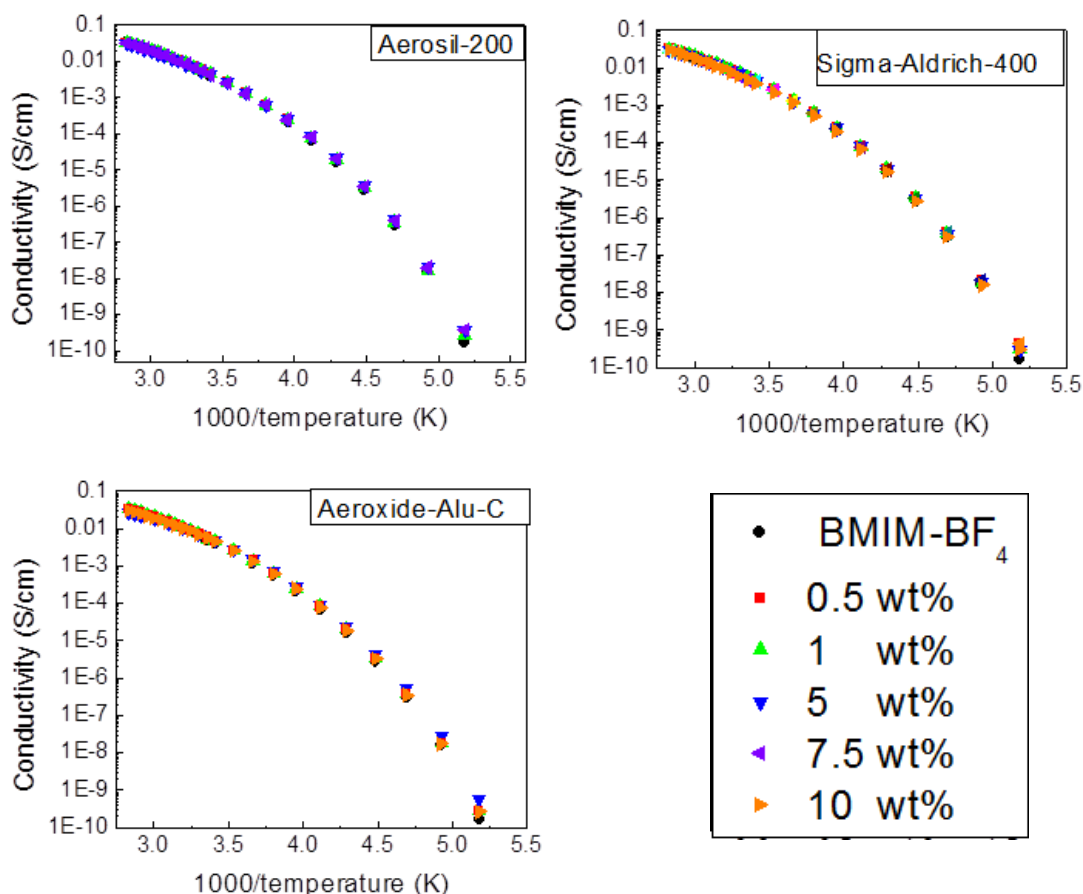 Aerosil-200
Conductivity (S/cm)
0.1
0.01
1E-3
1E-4
1E-5
1E-6
1E-7
1E-8
1E-9
1E-10
3.0 3.5 4.0 4.5 5.0 5.5
1000/temperature (K)
Sigma-Aldrich-400
Conductivity (S/cm)
0.1
0.01
1E-3
1E-4
1E-5
1E-6
1E-7
1E-8
1E-9
1E-10
3.0 3.5 4.0 4.5 5.0 5.5
1000/temperature (K)
Aeroxide-Alu-C
Conductivity (S/cm)
0.1
0.01
1E-3
1E-4
1E-5
1E-6
1E-7
1E-8
1E-9
1E-10
3.0 3.5 4.0 4.5 5.0 5.5
1000/temperature (K)
BMIM-BF4
0.5 wt%
1 wt%
5 wt%
7.5 wt%
10 wt%